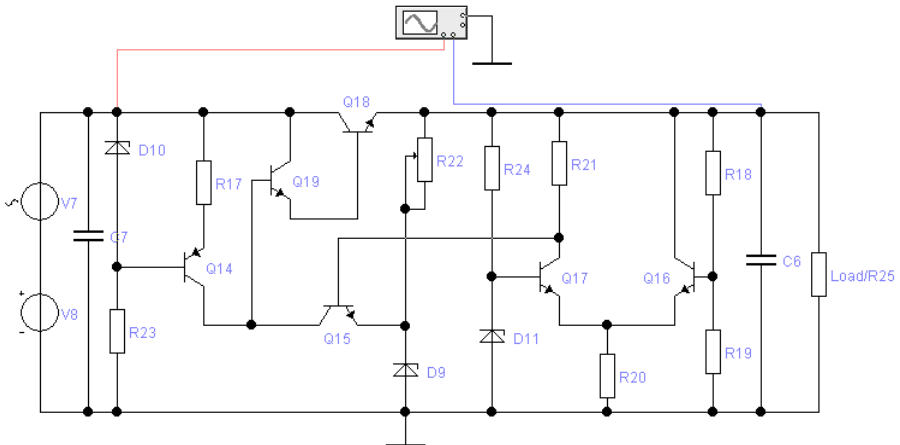 Q18
D10
R22
R24
R21
R18
R17
Q19
V7
C7
Q14
Q17
Q16
C6
Load/R25
+
V8
-
R23
Q15
D11
D9
R20
R19